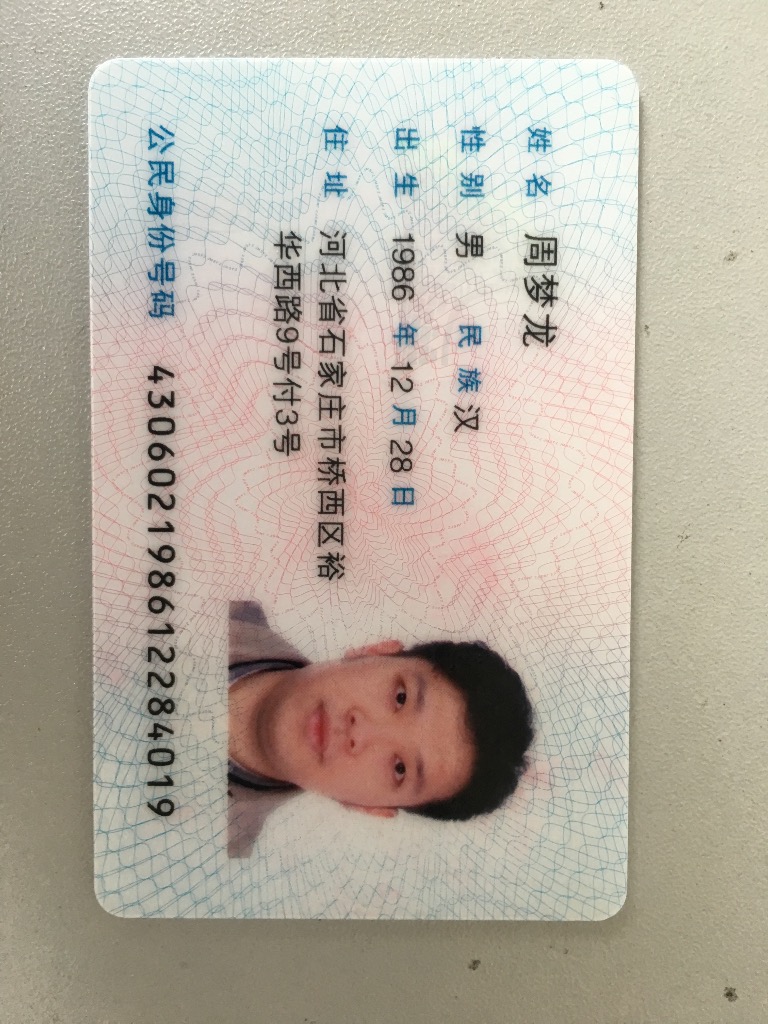 姓名 周梦龙
性别 男 民族 汉
出生 1986 年 12 月 28 日
住址 河北省石家庄市桥西区裕
华西路9号付3号
公民身份号码 430602198612284019